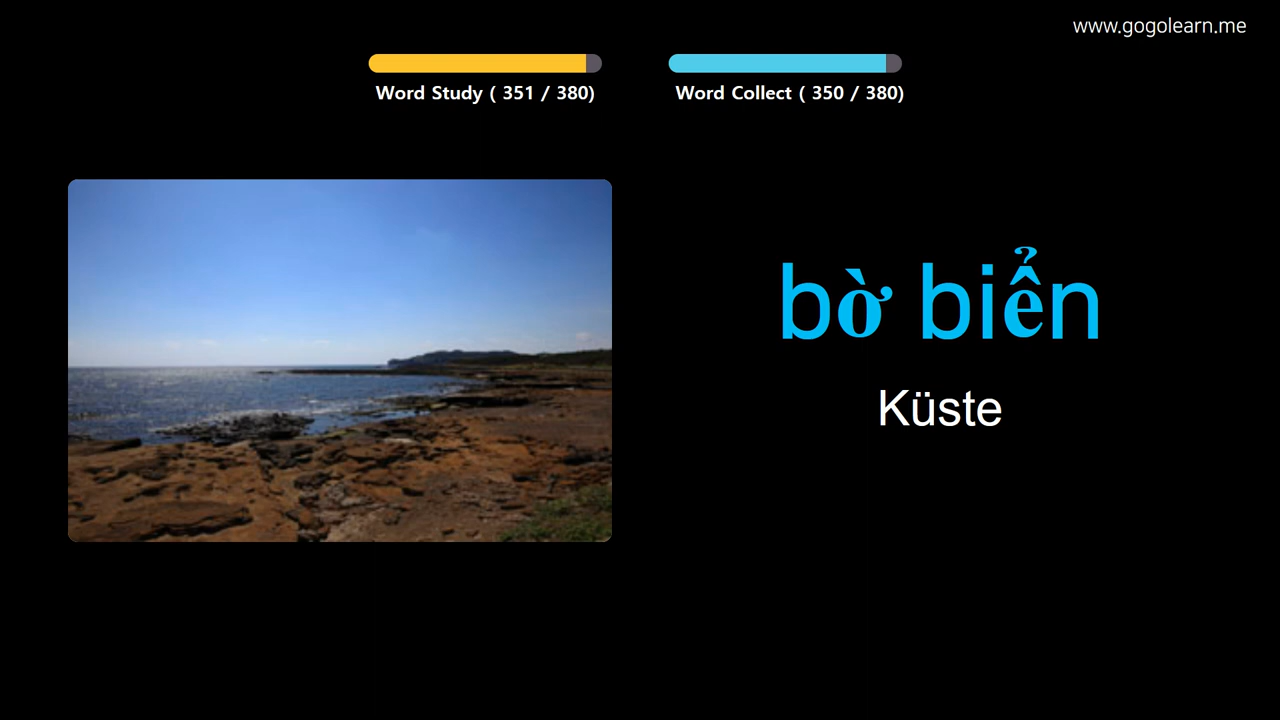 www.gogolearn.me
Word Study ( 351 / 380)
Word Collect ( 350 / 380)
bờ biển
Küste